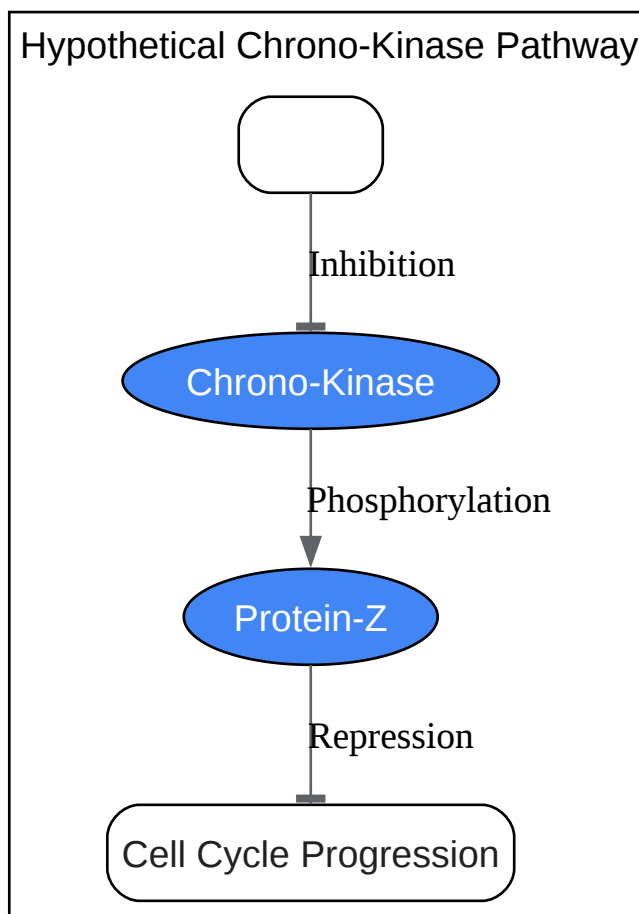 Hypothetical Chrono-Kinase Pathway
Inhibition
Chrono-Kinase
Phosphorylation
Protein-Z
Repression
Cell Cycle Progression